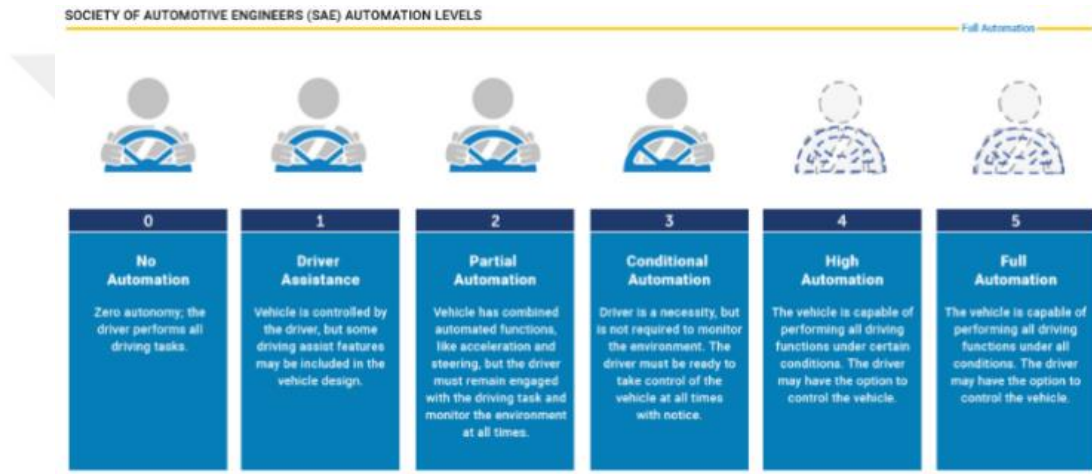 SOCIETY OF AUTOMOTIVE ENGINEERS (SAE) AUTOMATION LEVELS
Full Automation
0
No
Automation
Zero autonomy; the
driver performs all
driving tasks.
1
Driver
Assistance
Vehicle is controlled by
the driver, but some
driving assist features
may be included in the
vehicle design.
2
Partial
Automation
Vehicle has combined
automated functions,
like acceleration and
steering, but the driver
must remain engaged
with the driving task and
monitor the environment
at all times.
3
Conditional
Automation
Driver is a necessity, but
is not required to monitor
the environment. The
driver must be ready to
take control of the
vehicle at all times
with notice.
4
High
Automation
The vehicle is capable of
performing all driving
functions under certain
conditions. The driver
may have the option to
control the vehicle.
5
Full
Automation
The vehicle is capable of
performing all driving
functions under all
conditions. The driver
may have the option to
control the vehicle.